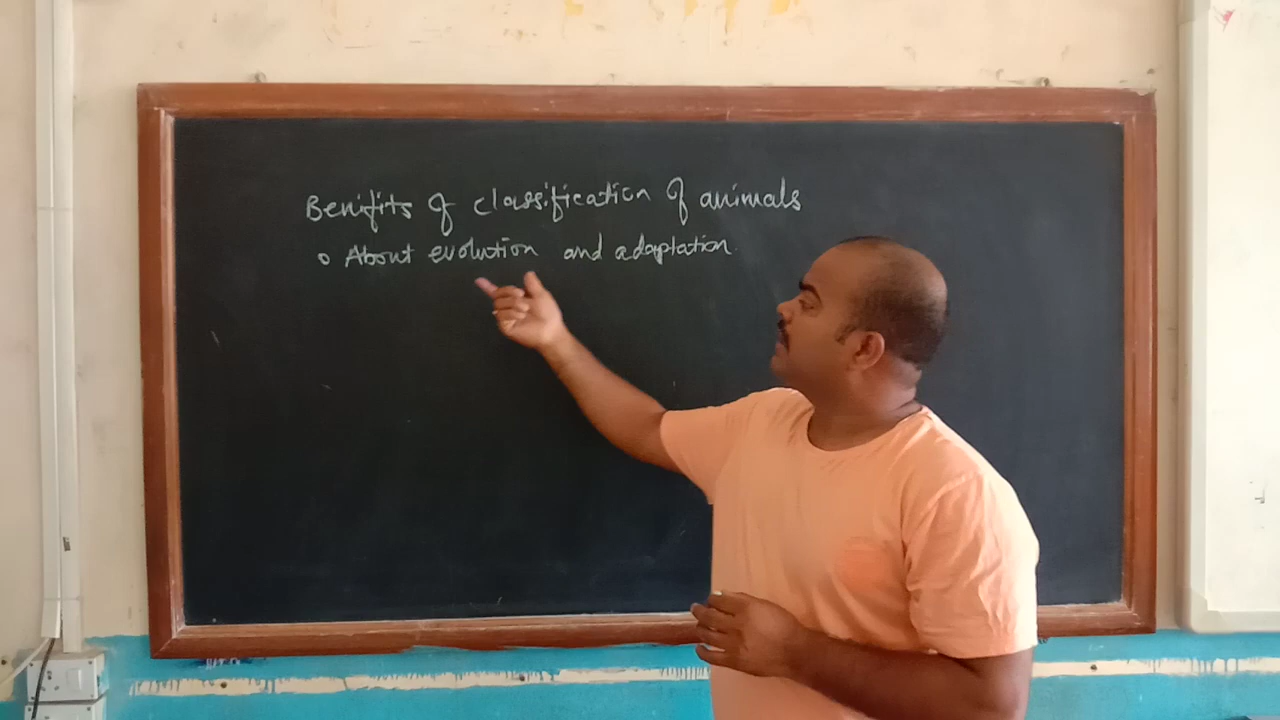 Benifits of classification of animals
o About evolution and adaptation.